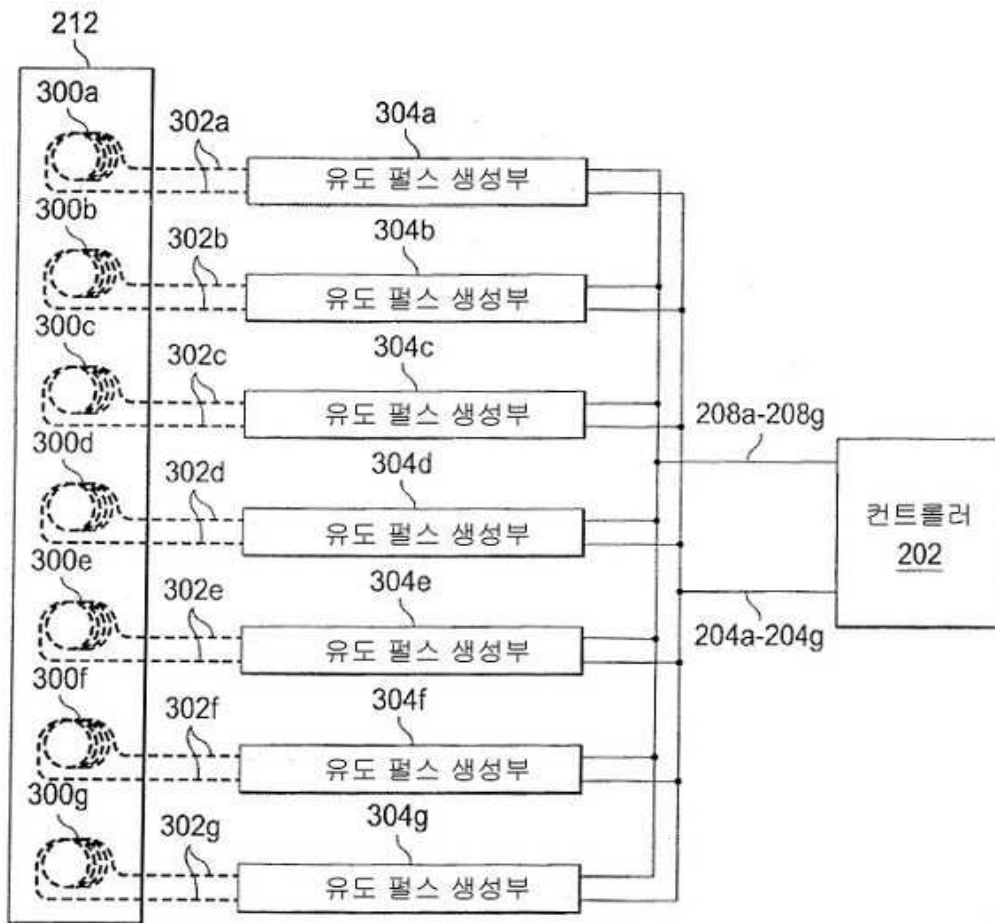 212
300a
302a
304a
유도 펄스 생성부
300b
302b
304b
유도 펄스 생성부
300c
302c
304c
유도 펄스 생성부
208a-208g
300d
302d
304d
유도 펄스 생성부
컨트롤러
202
300e
302e
304e
유도 펄스 생성부
204a-204g
300f
302f
304f
유도 펄스 생성부
300g
302g
304g
유도 펄스 생성부